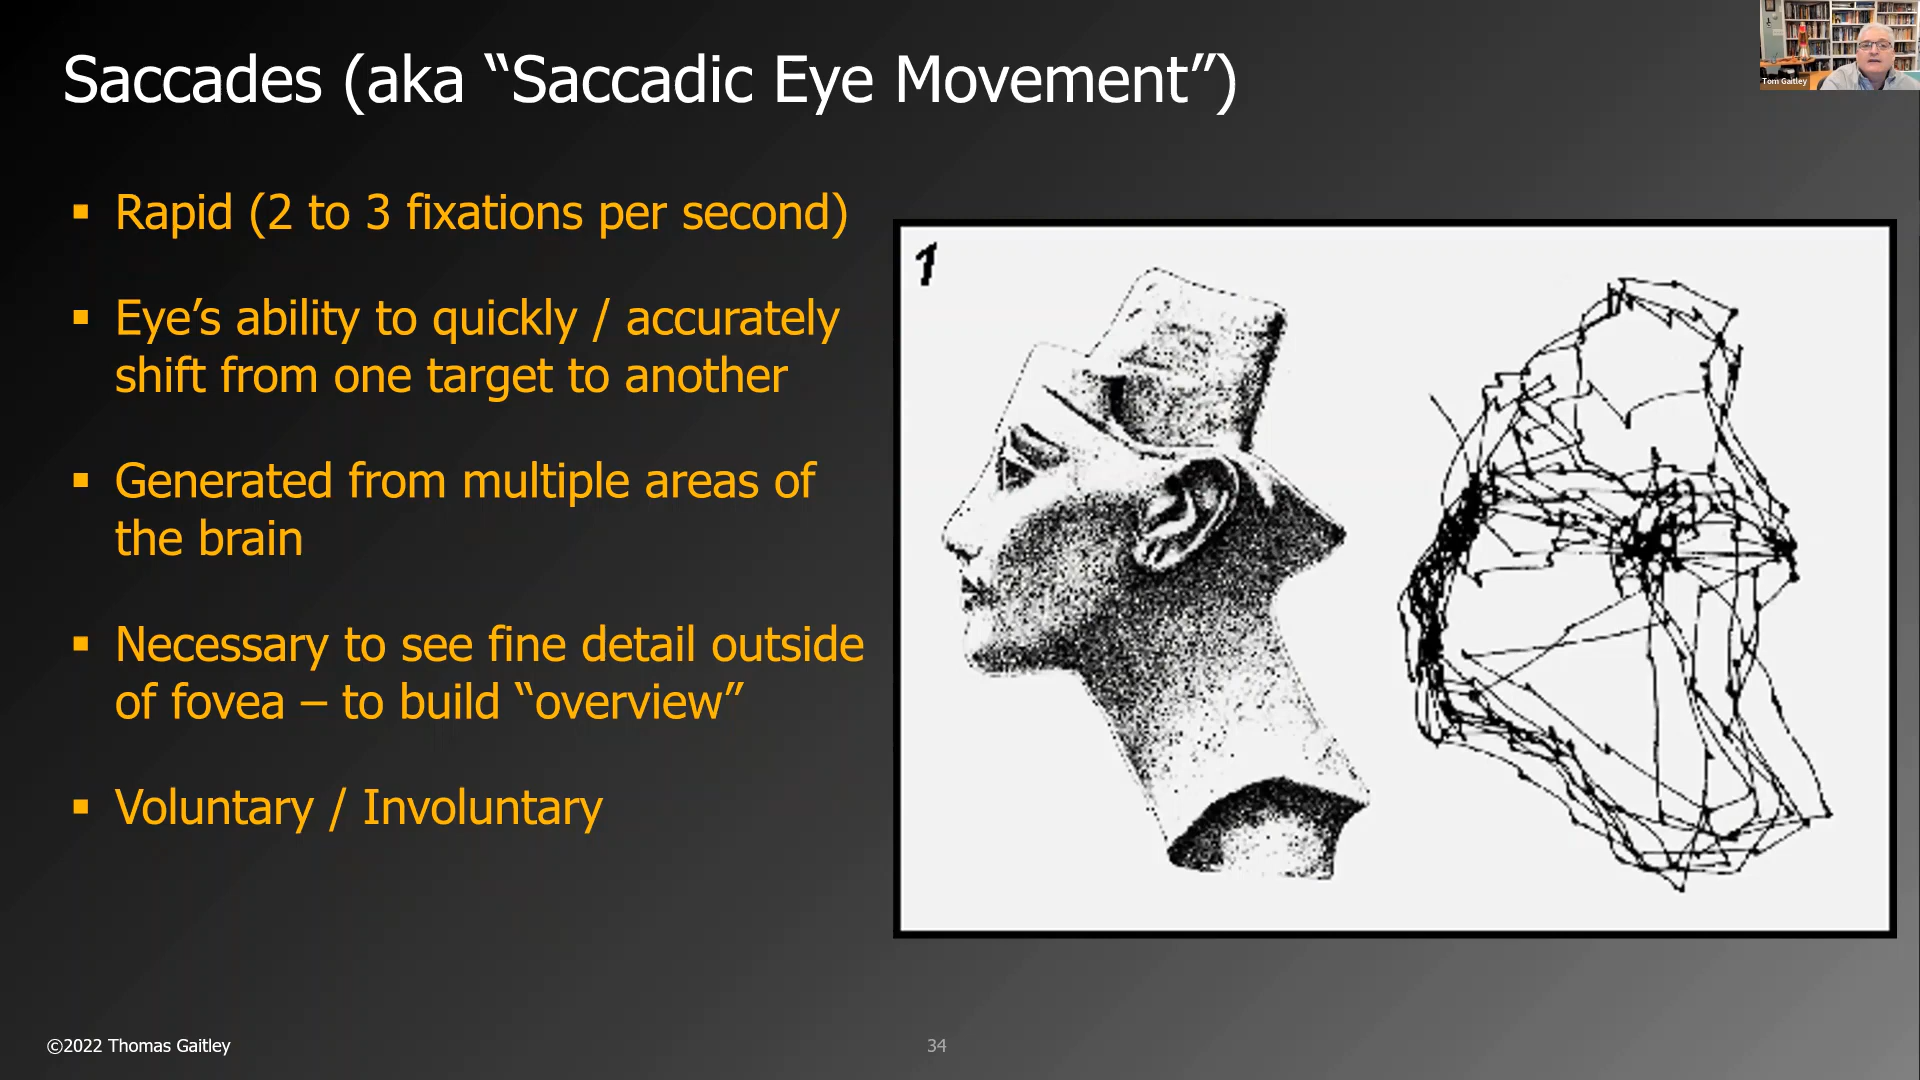 Saccades (aka “Saccadic Eye Movement”)
Tom Gaitley
▪ Rapid (2 to 3 fixations per second)
▪ Eye’s ability to quickly / accurately
shift from one target to another
▪ Generated from multiple areas of
the brain
▪ Necessary to see fine detail outside
of fovea – to build “overview”
▪ Voluntary / Involuntary
1
©2022 Thomas Gaitley
34